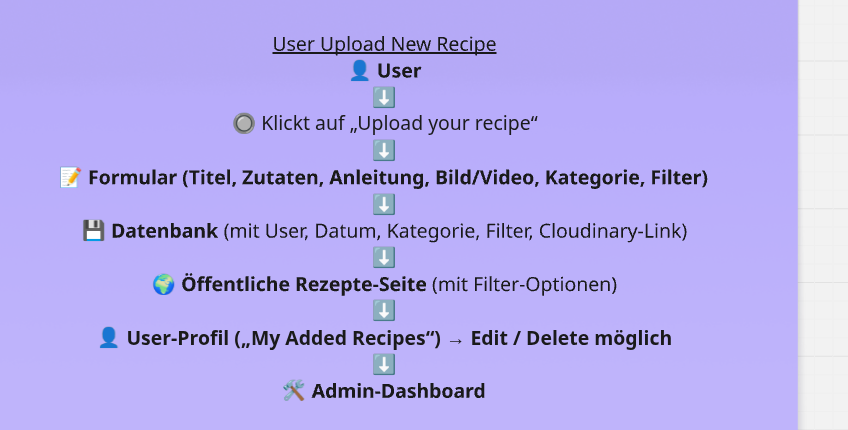 User Upload New Recipe
👤 User
⬇️
🔘 Klickt auf „Upload your recipe“
⬇️
📝 Formular (Titel, Zutaten, Anleitung, Bild/Video, Kategorie, Filter)
⬇️
💾 Datenbank (mit User, Datum, Kategorie, Filter, Cloudinary-Link)
⬇️
🌍 Öffentliche Rezepte-Seite (mit Filter-Optionen)
⬇️
👤 User-Profil („My Added Recipes“) → Edit / Delete möglich
⬇️
🛠️ Admin-Dashboard